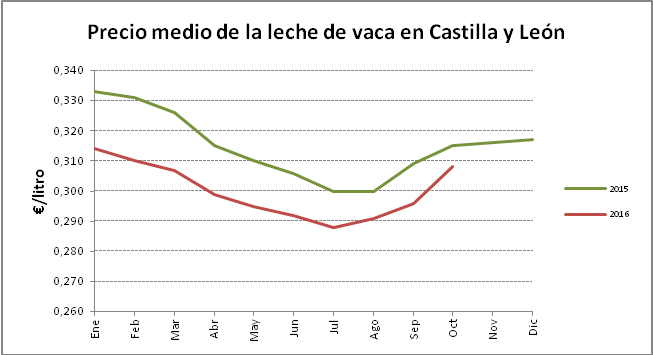 Precio medio de la leche de vaca en Castilla y León
€/litro
0,340
0,330
0,320
0,310
0,300
0,290
0,280
0,270
0,260
Ene
Feb
Mar
Abr
May
Jun
Jul
Ago
Sep
Oct
Nov
Dic
2015
2016